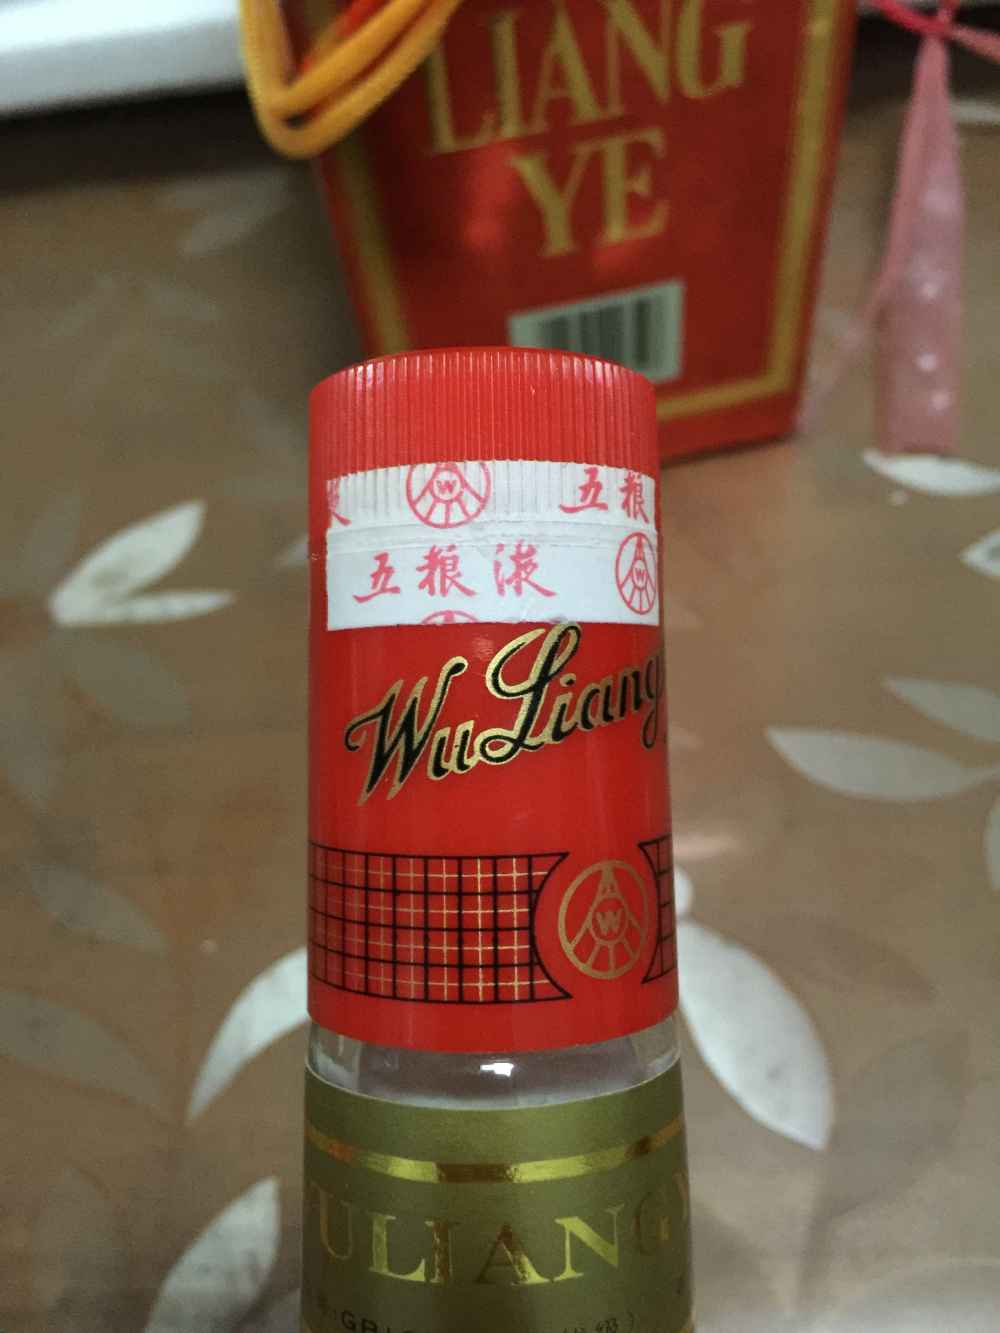 LIANG
YE
W 五粮
五粮液 W
WuLiang
W
ULIANG